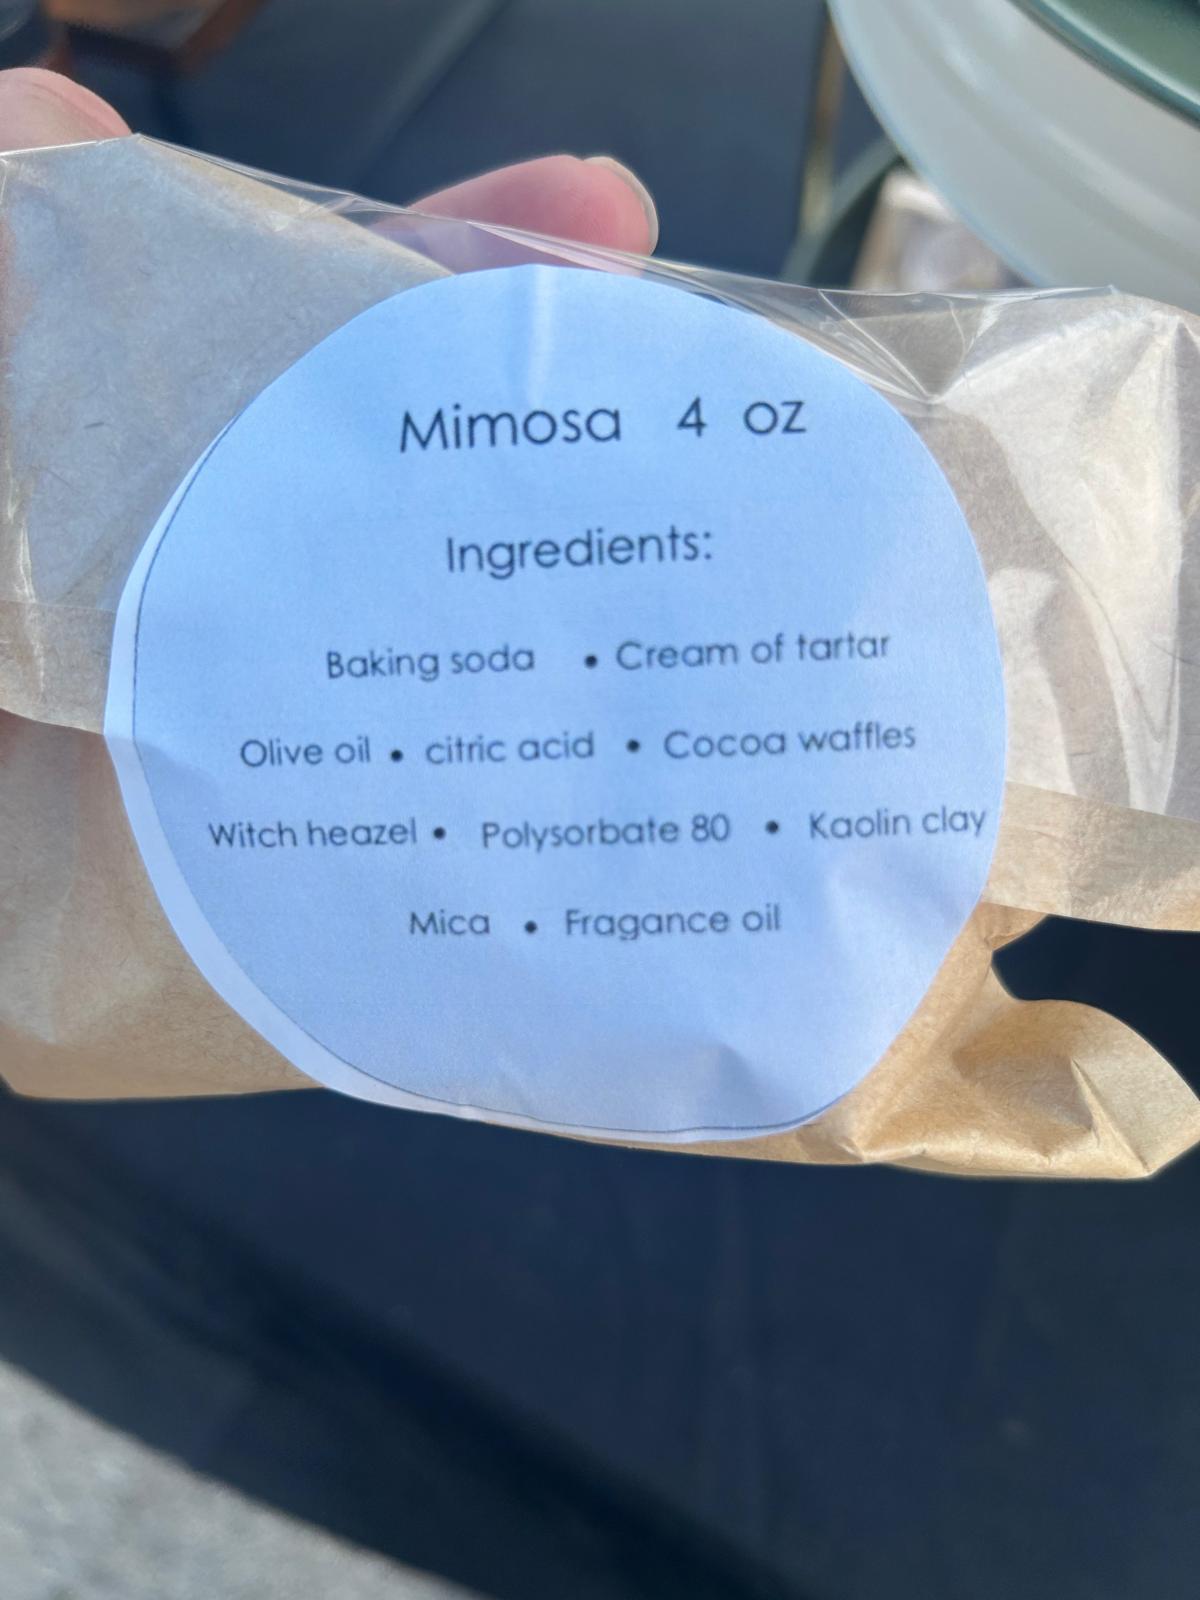 Mimosa 4 oz
Ingredients:
Baking soda • Cream of tartar
Olive oil • citric acid • Cocoa waffles
Witch heazel • Polysorbate 80 • Kaolin clay
Mica • Fragance oil